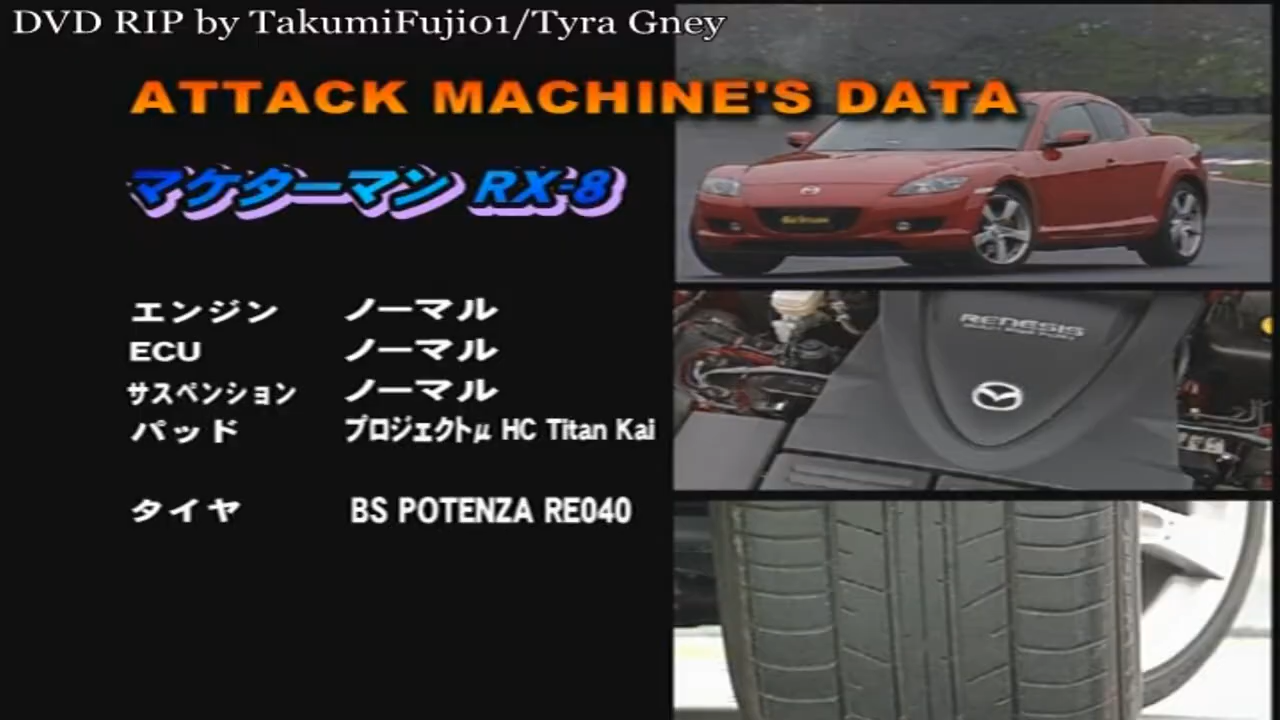 DVD RIP by TakumiFuji01/Tyra Gney
ATTACK MACHINE'S DATA
マケターマン RX-8
エンジン ノーマル
ECU ノーマル
サスペンション ノーマル
パッド プロジェクトμ HC Titan Kai
タイヤ BS POTENZA RE040
RENESIS